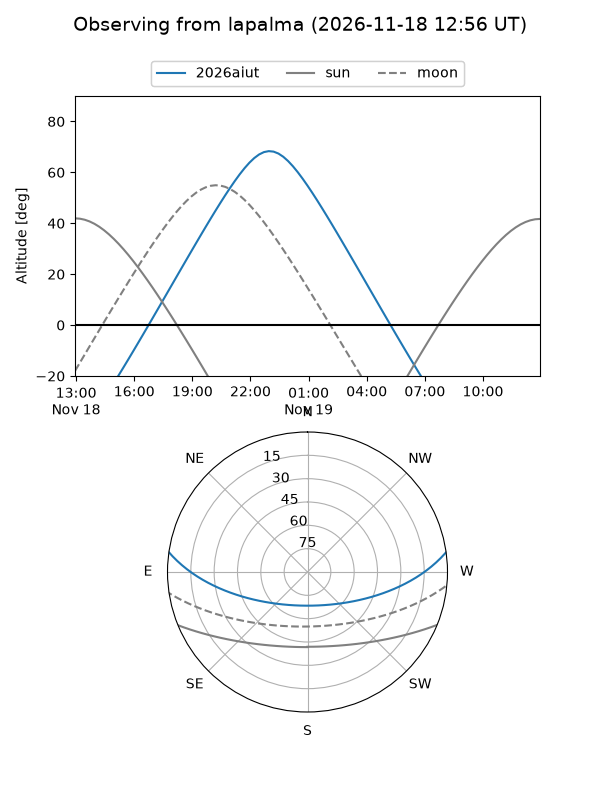 Observing from lapalma (2026-11-18 12:56 UT)
2026aiut sun moon
Altitude [deg]
80
60
40
20
0
−20
13:00 16:00 19:00 22:00 01:00 04:00 07:00 10:00
Nov 18 Nov 19
N
NE NW
15
30
45
60
75
E W
SE SW
S